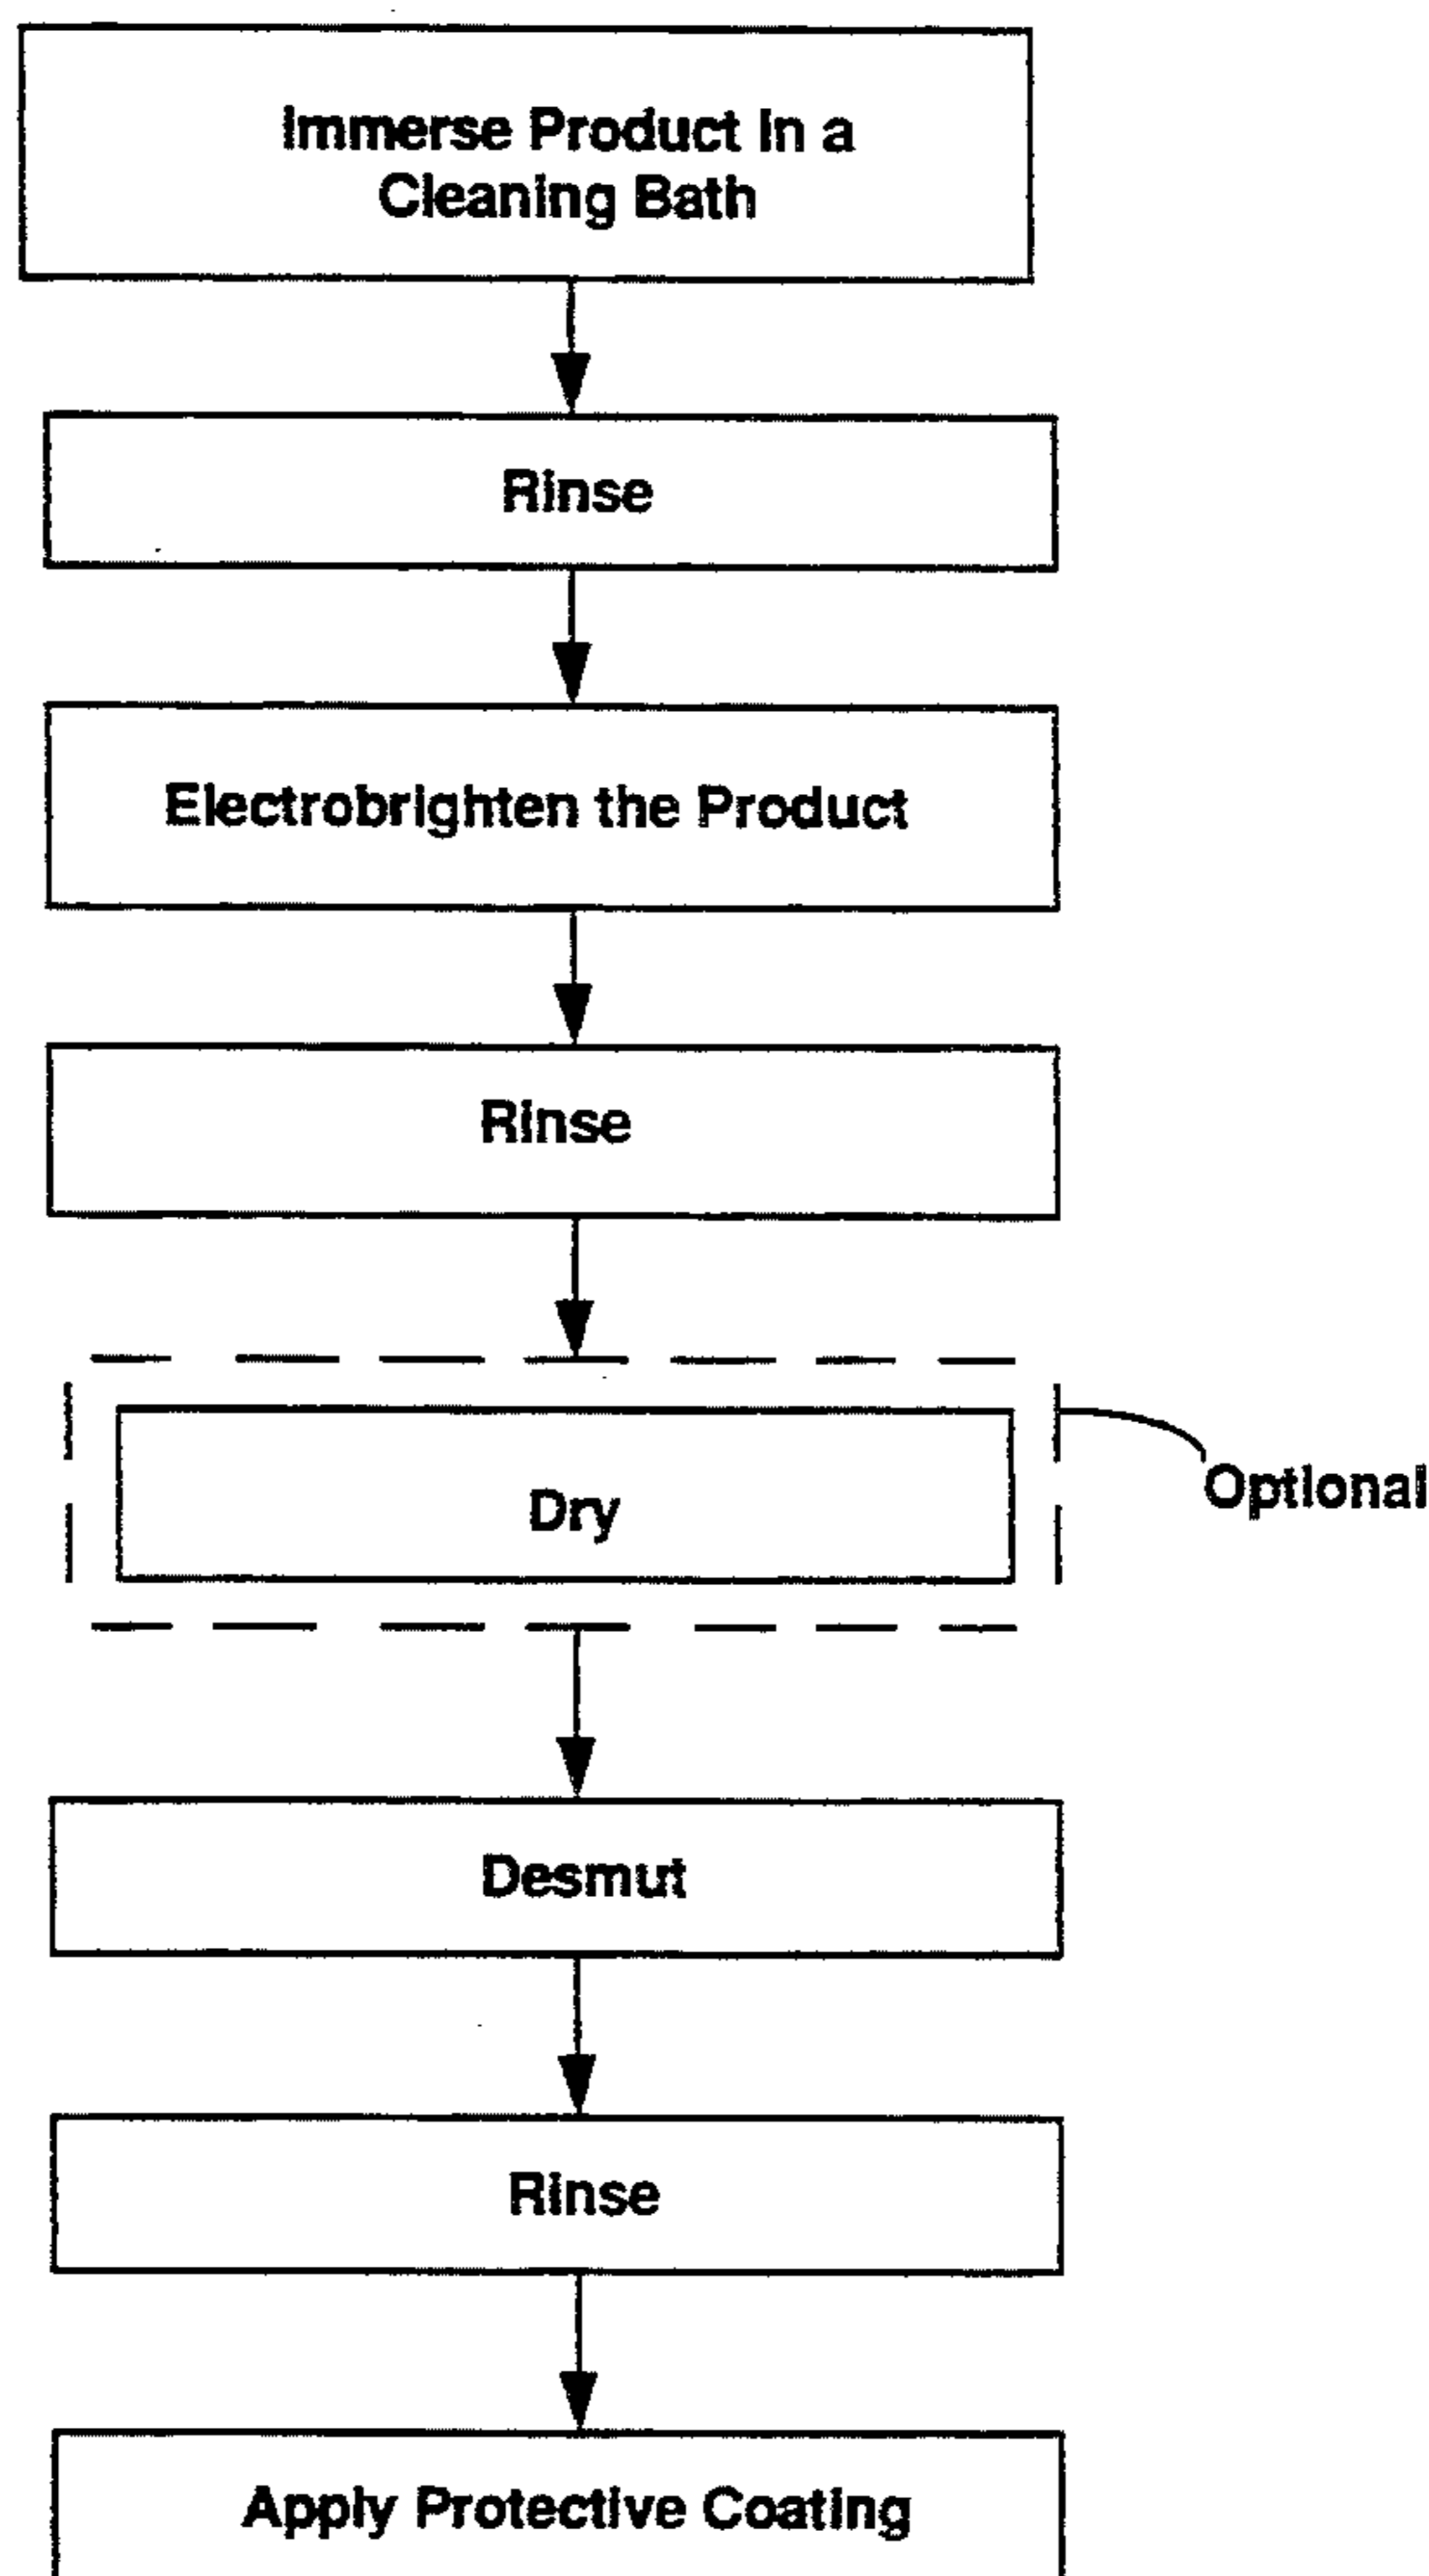 Immerse Product In a
Cleaning Bath
Rinse
Electrobrighten the Product
Rinse
Dry
Optional
Desmut
Rinse
Apply Protective Coating